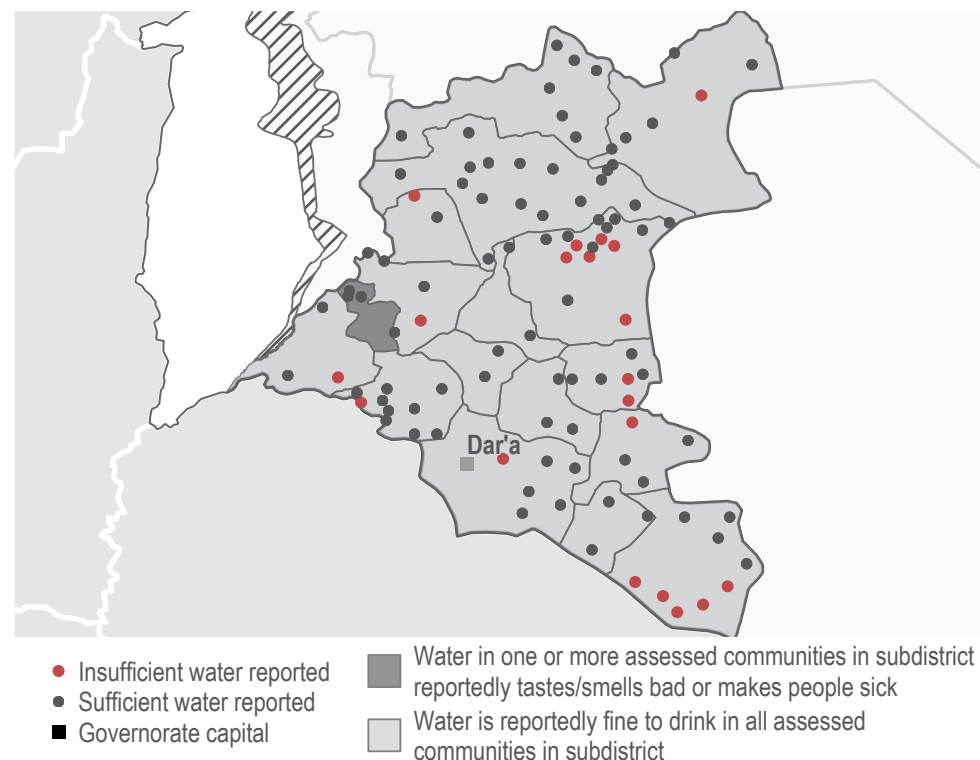 Dar'a
Insufficient water reported
Sufficient water reported
Governorate capital
Water in one or more assessed communities in subdistrict
reportedly tastes/smells bad or makes people sick
Water is reportedly fine to drink in all assessed
communities in subdistrict